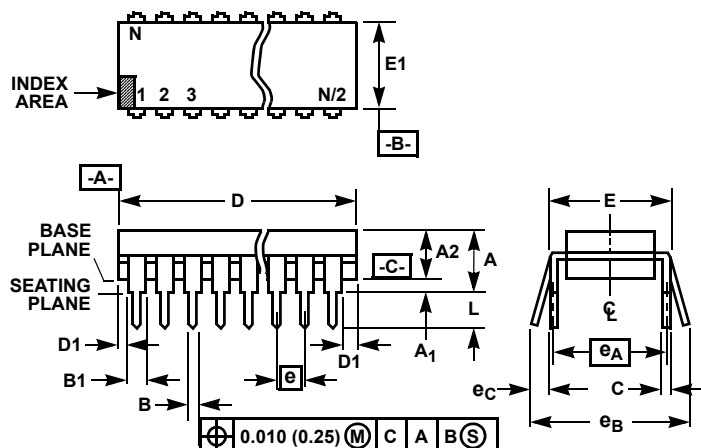 N
E1
INDEX
AREA
1 2 3 N/2
-B-
-A-
D
E
BASE
PLANE
A2
A
-C-
SEATING
PLANE
L
℄
D1
A1
D1
eA
B1
e
eC
C
B
eB
⌖ 0.010 (0.25) Ⓜ C A B Ⓢ